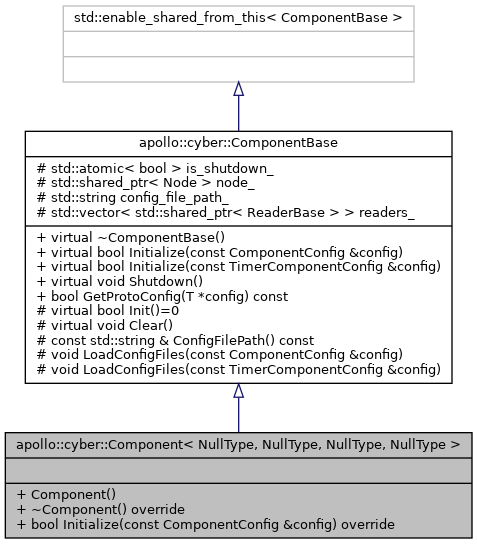 std::enable_shared_from_this< ComponentBase >
apollo::cyber::ComponentBase
# std::atomic< bool > is_shutdown_
# std::shared_ptr< Node > node_
# std::string config_file_path_
# std::vector< std::shared_ptr< ReaderBase > > readers_
+ virtual ~ComponentBase()
+ virtual bool Initialize(const ComponentConfig &config)
+ virtual bool Initialize(const TimerComponentConfig &config)
+ virtual void Shutdown()
+ bool GetProtoConfig(T *config) const
# virtual bool Init()=0
# virtual void Clear()
# const std::string & ConfigFilePath() const
# void LoadConfigFiles(const ComponentConfig &config)
# void LoadConfigFiles(const TimerComponentConfig &config)
apollo::cyber::Component< NullType, NullType, NullType, NullType >
+ Component()
+ ~Component() override
+ bool Initialize(const ComponentConfig &config) override